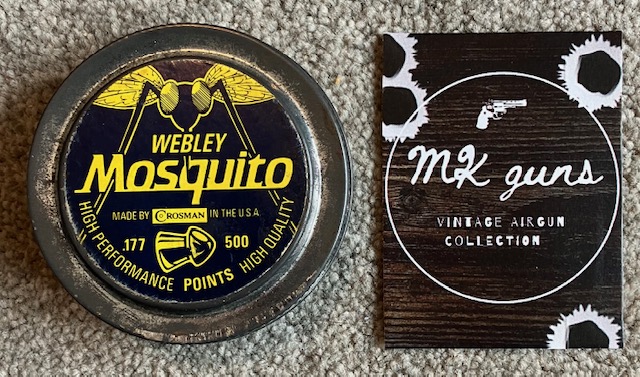 WEBLEY
Mosquito
MADE BY CROSMAN IN THE U.S.A
.177 500
POINTS
HIGH PERFORMANCE HIGH QUALITY
MK guns
VINTAGE AIRGUN
COLLECTION